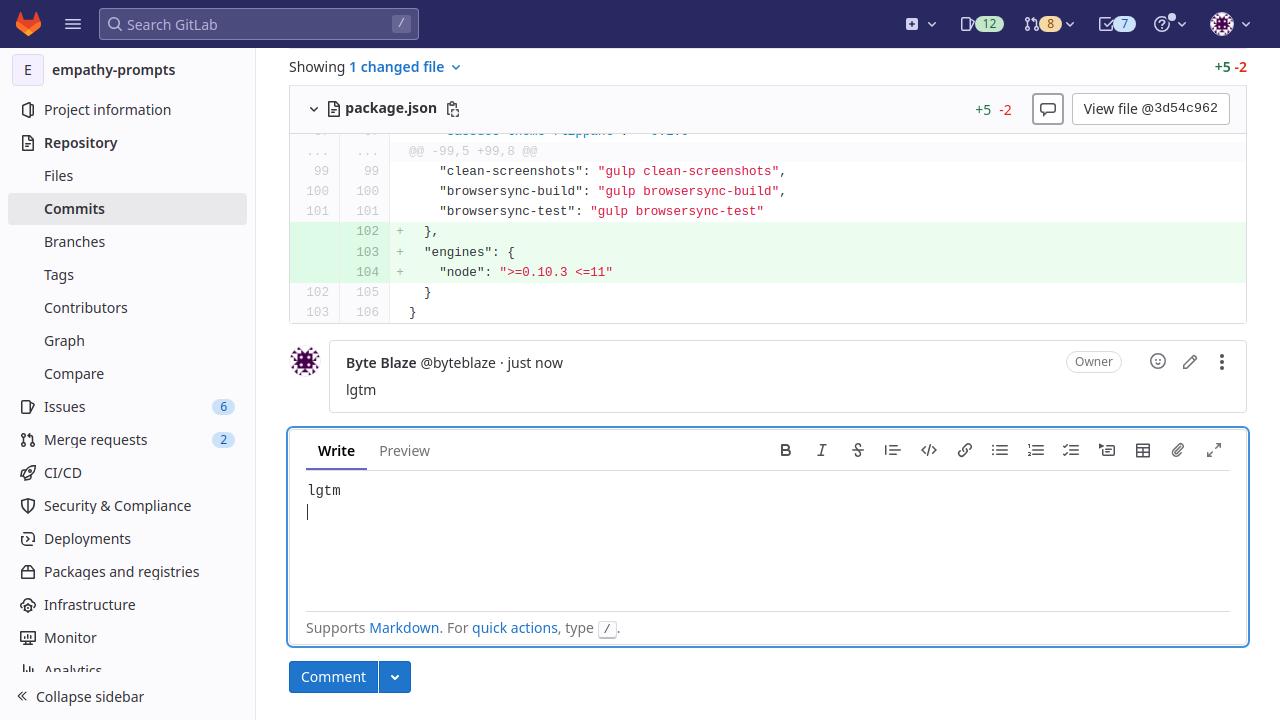 Search GitLab /
12
8
7
E empathy-prompts
Project information
Repository
Files
Commits
Branches
Tags
Contributors
Graph
Compare
Issues 6
Merge requests 2
CI/CD
Security & Compliance
Deployments
Packages and registries
Infrastructure
Monitor
Analytics
Collapse sidebar
Showing 1 changed file +5 -2
package.json +5 -2 View file @3d54c962
... ... @@ -99,5 +99,8 @@
99 99 "clean-screenshots": "gulp clean-screenshots",
100 100 "browsersync-build": "gulp browsersync-build",
101 101 "browsersync-test": "gulp browsersync-test"
102 + },
103 + "engines": {
104 + "node": ">=0.10.3 <=11"
102 105 }
103 106 }
Byte Blaze @byteblaze · just now Owner
lgtm
Write Preview
lgtm
Supports Markdown. For quick actions, type /.
Comment